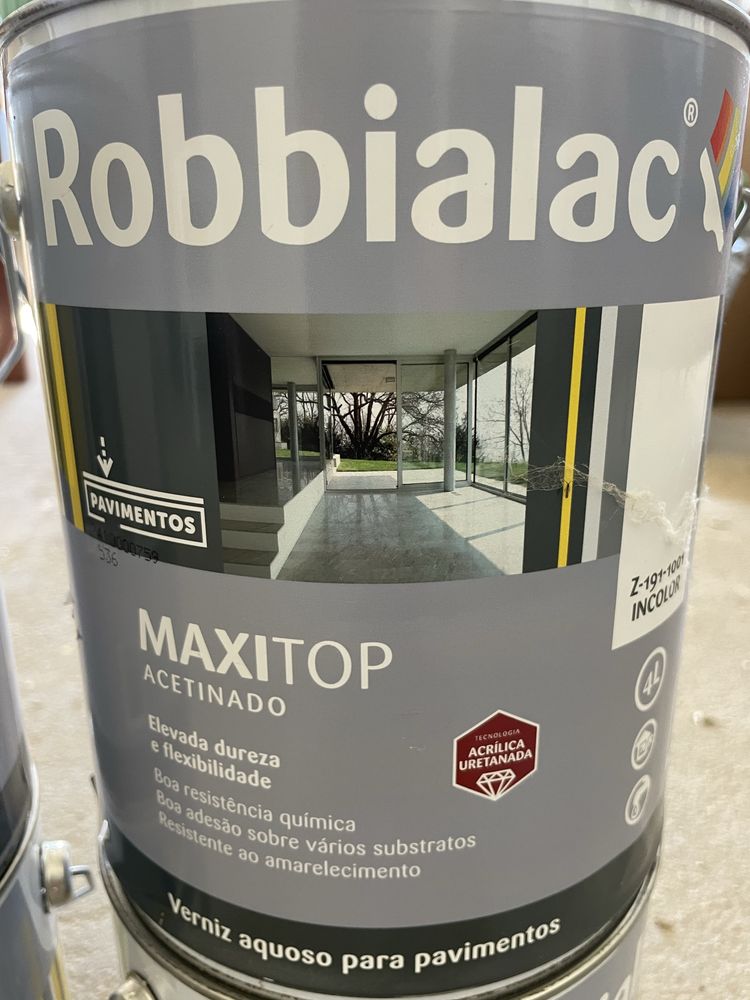 Robbialac®
PAVIMENTOS
536
Z-191-1001
INCOLOR
MAXITOP
ACETINADO
Elevada dureza
e flexibilidade
TECNOLOGIA
ACRÍLICA
URETANADA
4L
Boa resistência química
Boa adesão sobre vários substratos
Resistente ao amarelecimento
Verniz aquoso para pavimentos